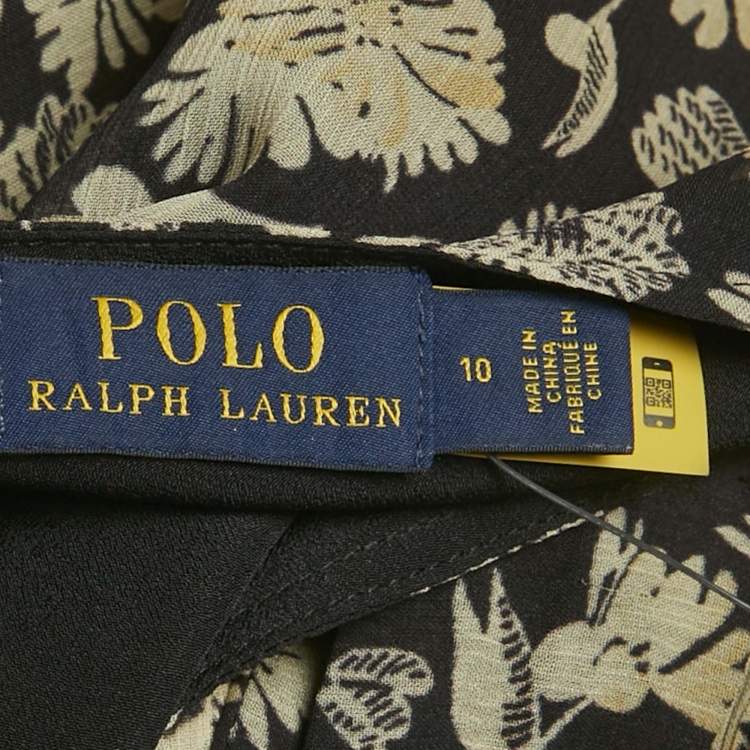 POLO
RALPH LAUREN
10
MADE IN
CHINA
FABRIQUÉ EN
CHINE